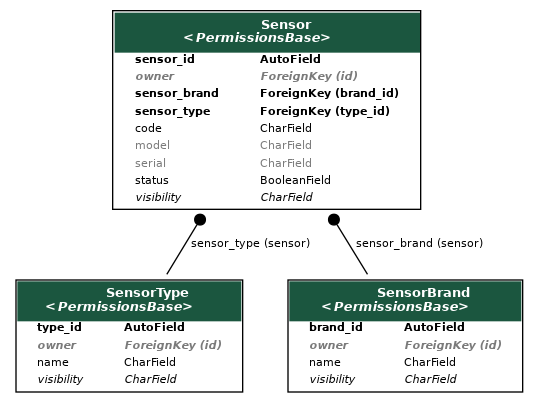 Sensor
<PermissionsBase>
sensor_id AutoField
owner ForeignKey (id)
sensor_brand ForeignKey (brand_id)
sensor_type ForeignKey (type_id)
code CharField
model CharField
serial CharField
status BooleanField
visibility CharField
sensor_type (sensor)
sensor_brand (sensor)
SensorType
<PermissionsBase>
type_id AutoField
owner ForeignKey (id)
name CharField
visibility CharField
SensorBrand
<PermissionsBase>
brand_id AutoField
owner ForeignKey (id)
name CharField
visibility CharField